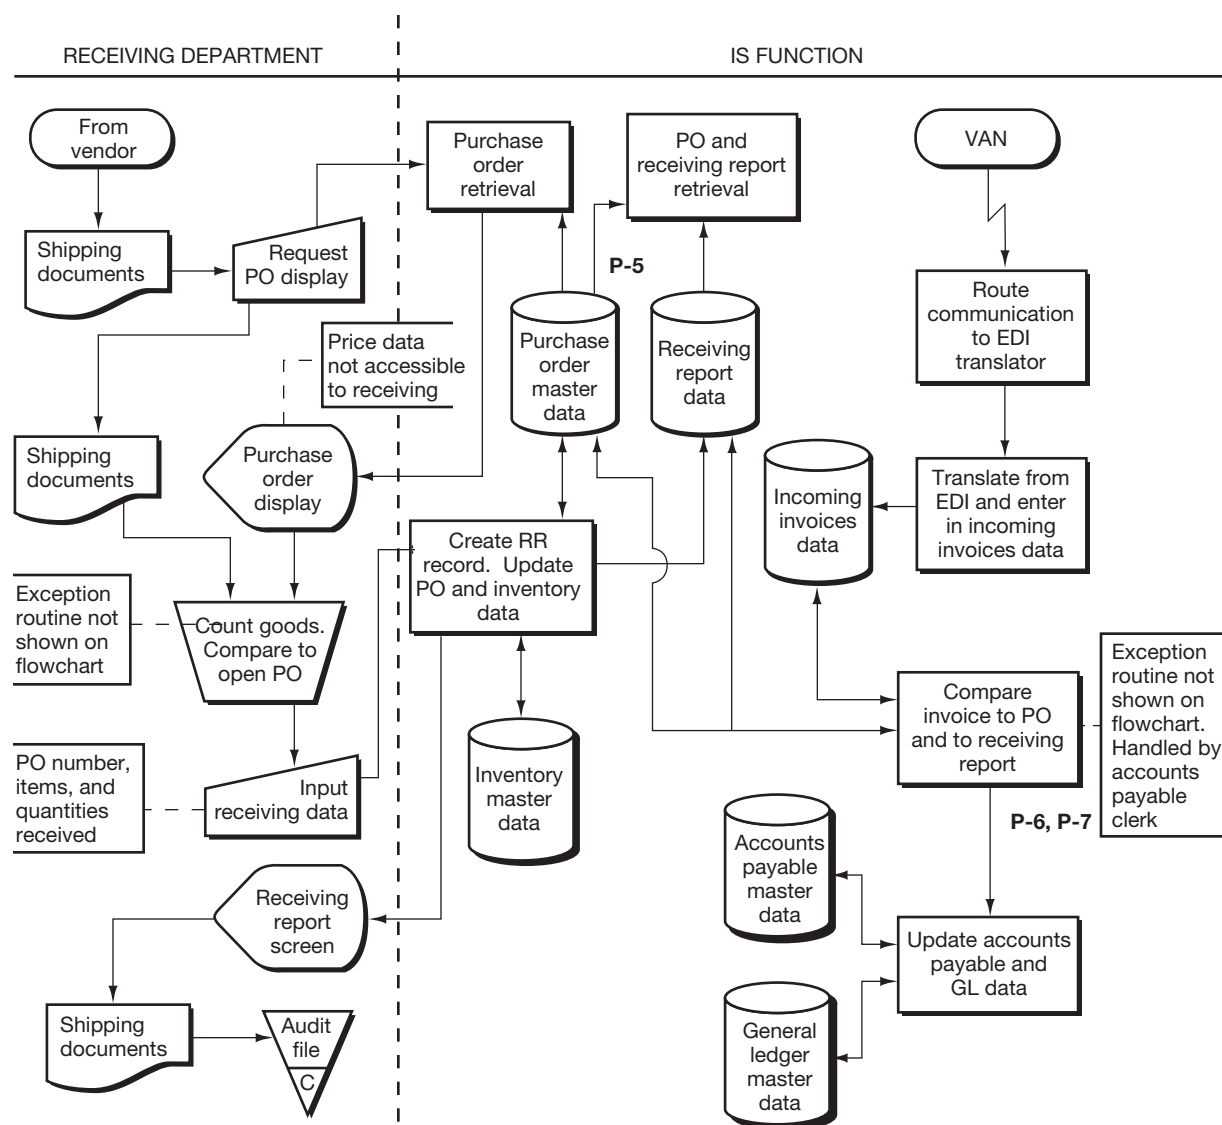 RECEIVING DEPARTMENT
IS FUNCTION
From
vendor
Shipping
documents
Request
PO display
Purchase
order
retrieval
PO and
receiving report
retrieval
VAN
P-5
Route
communication
to EDI
translator
Price data
not accessible
to receiving
Purchase
order
master
data
Receiving
report
data
Shipping
documents
Purchase
order
display
Incoming
invoices
data
Translate from
EDI and enter
in incoming
invoices data
Create RR
record. Update
PO and inventory
data
Exception
routine not
shown on
flowchart
Count goods.
Compare to
open PO
Compare
invoice to PO
and to receiving
report
Exception
routine not
shown on
flowchart.
Handled by
accounts
payable
clerk
PO number,
items, and
quantities
received
Input
receiving data
Inventory
master
data
P-6, P-7
Accounts
payable
master
data
Receiving
report
screen
Update accounts
payable and
GL data
Shipping
documents
Audit
file
C
General
ledger
master
data